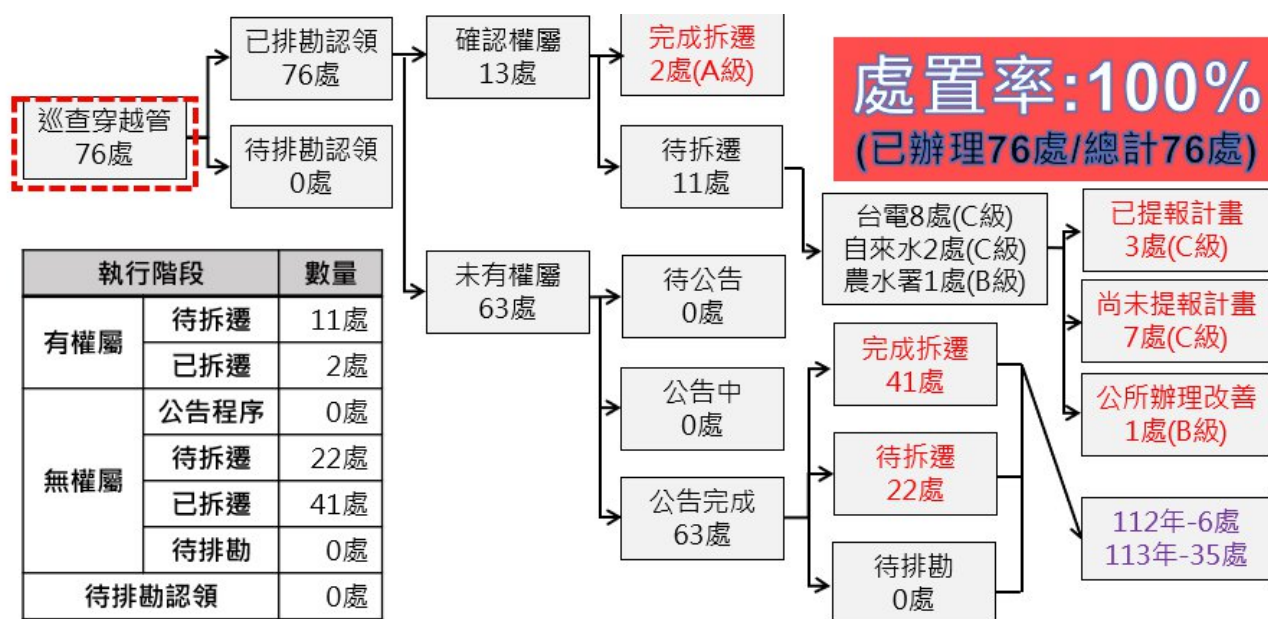 巡查穿越管
76處
已排勘認領
76處
待排勘認領
0處
確認權屬
13處
未有權屬
63處
完成拆遷
2處(A級)
待拆遷
11處
待公告
0處
公告中
0處
公告完成
63處
處置率:100%
(已辦理76處/總計76處)
台電8處(C級)
自來水2處(C級)
農水署1處(B級)
已提報計畫
3處(C級)
尚未提報計畫
7處(C級)
公所辦理改善
1處(B級)
完成拆遷
41處
待拆遷
22處
待排勘
0處
112年-6處
113年-35處
執行階段 數量
有權屬 待拆遷 11處
已拆遷 2處
無權屬 公告程序 0處
待拆遷 22處
已拆遷 41處
待排勘 0處
待排勘認領 0處